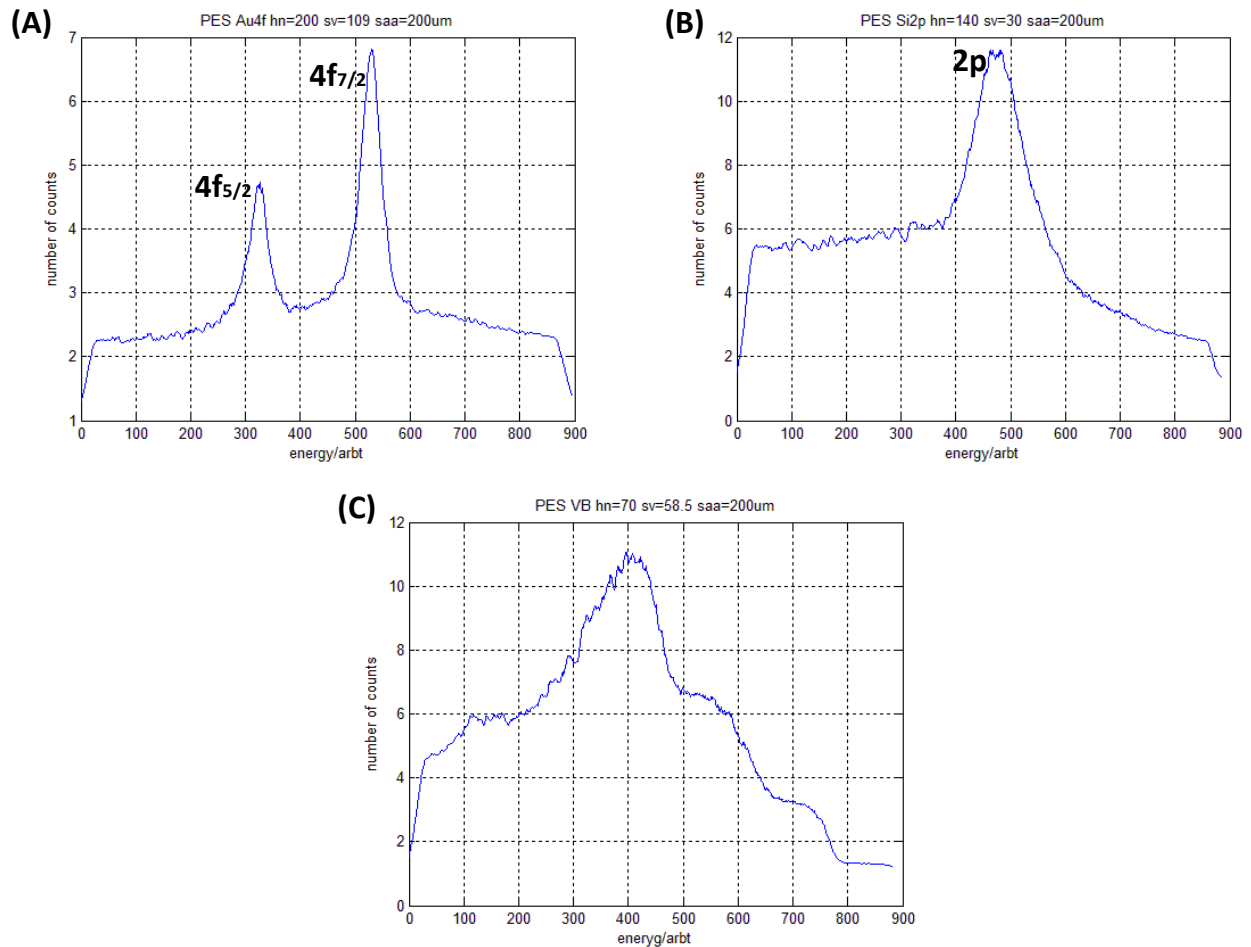 (A)
PES Au4f hn=200 sv=109 saa=200um
7
6
5
4
3
2
1
number of counts
4f5/2
4f7/2
0 100 200 300 400 500 600 700 800 900
energy/arbt
(B)
PES Si2p hn=140 sv=30 saa=200um
12
10
8
6
4
2
0
number of counts
2p
0 100 200 300 400 500 600 700 800 900
energy/arbt
(C)
PES VB hn=70 sv=58.5 saa=200um
12
10
8
6
4
2
0
number of counts
0 100 200 300 400 500 600 700 800 900
eneryg/arbt